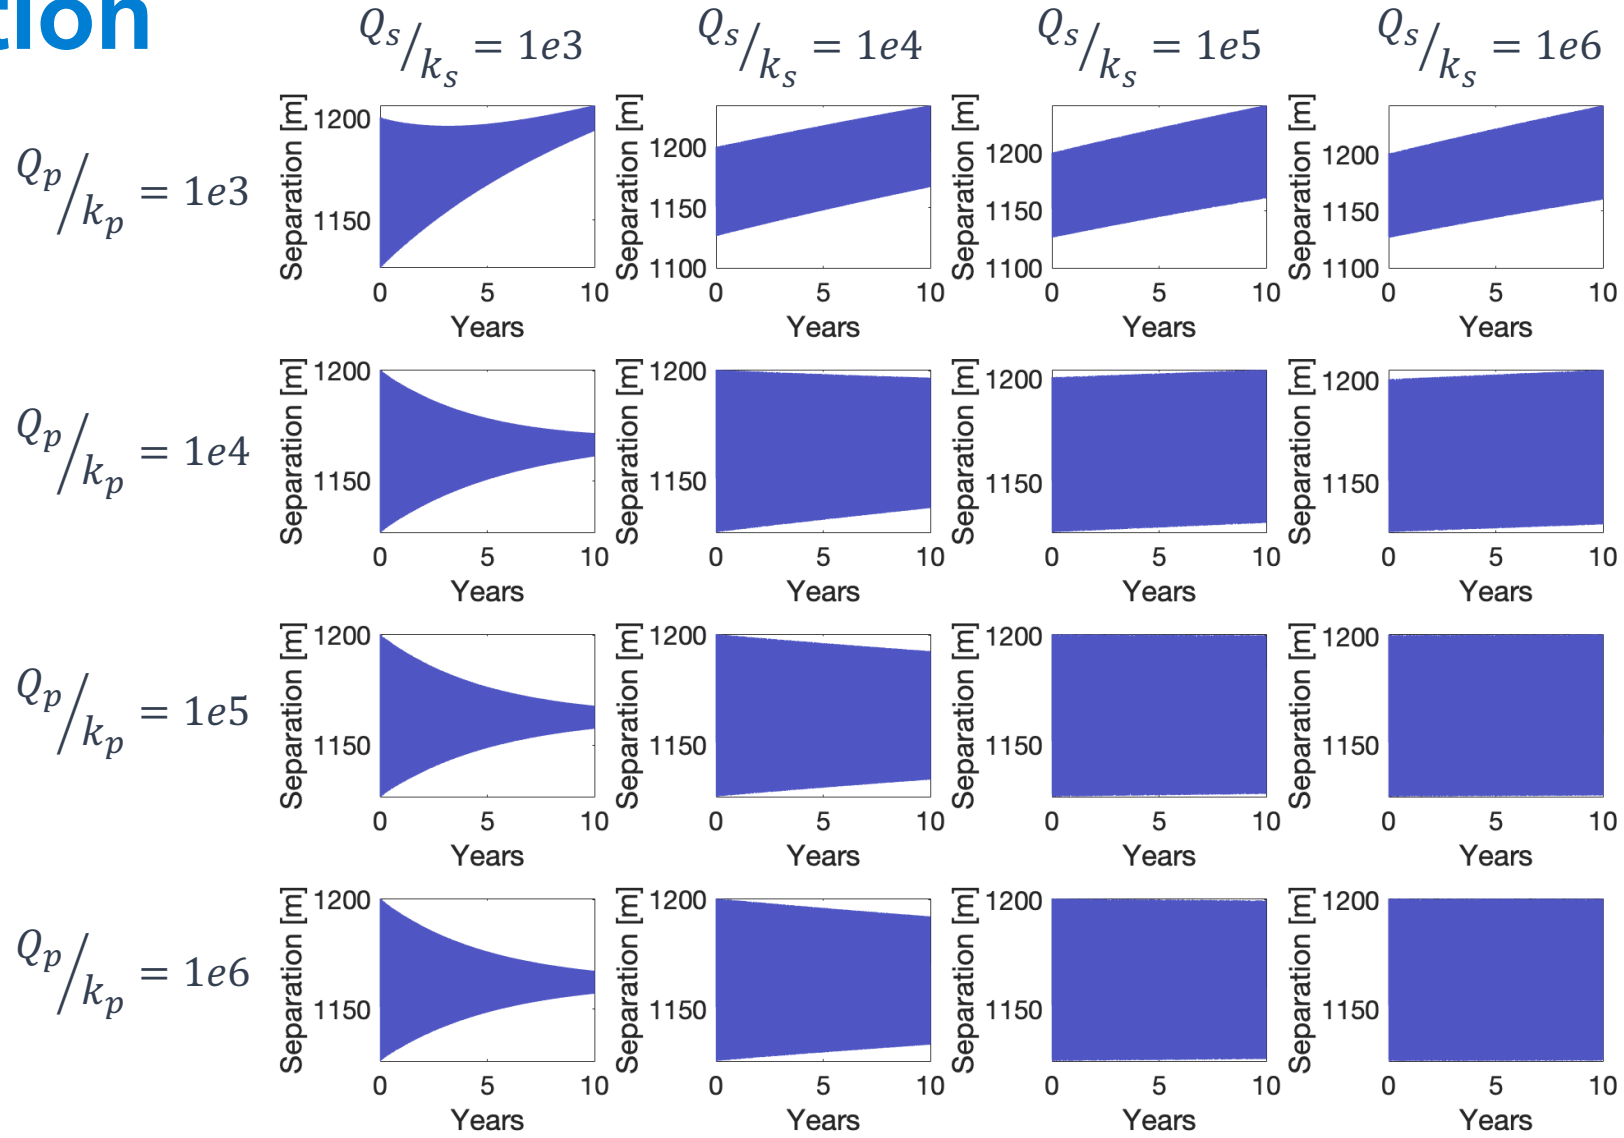 tion
Qs/ks = 1e3 Qs/ks = 1e4 Qs/ks = 1e5 Qs/ks = 1e6
Qp/kp = 1e3
Separation [m] 1200 1150 0 5 10 Years
Separation [m] 1200 1150 1100 0 5 10 Years
Separation [m] 1200 1150 1100 0 5 10 Years
Separation [m] 1200 1150 1100 0 5 10 Years
Qp/kp = 1e4
Separation [m] 1200 1150 0 5 10 Years
Separation [m] 1200 1150 0 5 10 Years
Separation [m] 1200 1150 0 5 10 Years
Separation [m] 1200 1150 0 5 10 Years
Qp/kp = 1e5
Separation [m] 1200 1150 0 5 10 Years
Separation [m] 1200 1150 0 5 10 Years
Separation [m] 1200 1150 0 5 10 Years
Separation [m] 1200 1150 0 5 10 Years
Qp/kp = 1e6
Separation [m] 1200 1150 0 5 10 Years
Separation [m] 1200 1150 0 5 10 Years
Separation [m] 1200 1150 0 5 10 Years
Separation [m] 1200 1150 0 5 10 Years